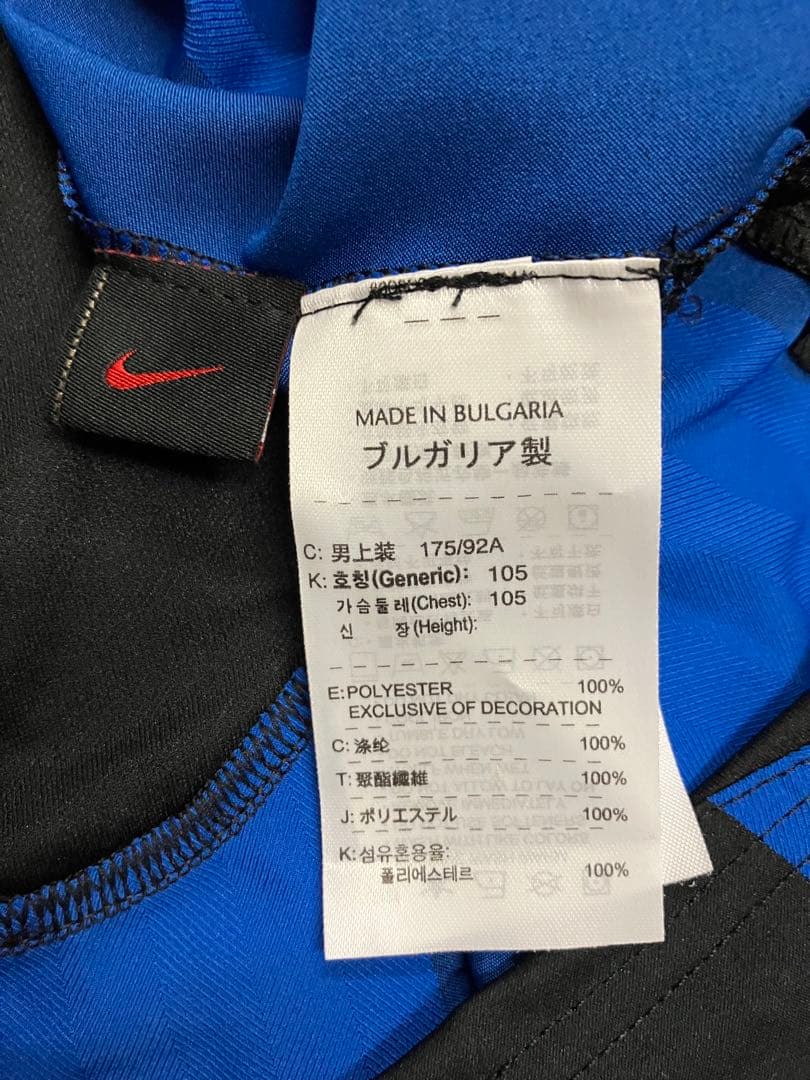 MADE IN BULGARIA
ブルガリア製
C: 男上装 175/92A
K: 호칭(Generic): 105
가슴둘레(Chest): 105
신 장(Height):
E:POLYESTER 100%
EXCLUSIVE OF DECORATION
C: 涤纶 100%
T: 聚酯纖維 100%
J: ポリエステル 100%
K:섬유혼용율:
폴리에스테르 100%